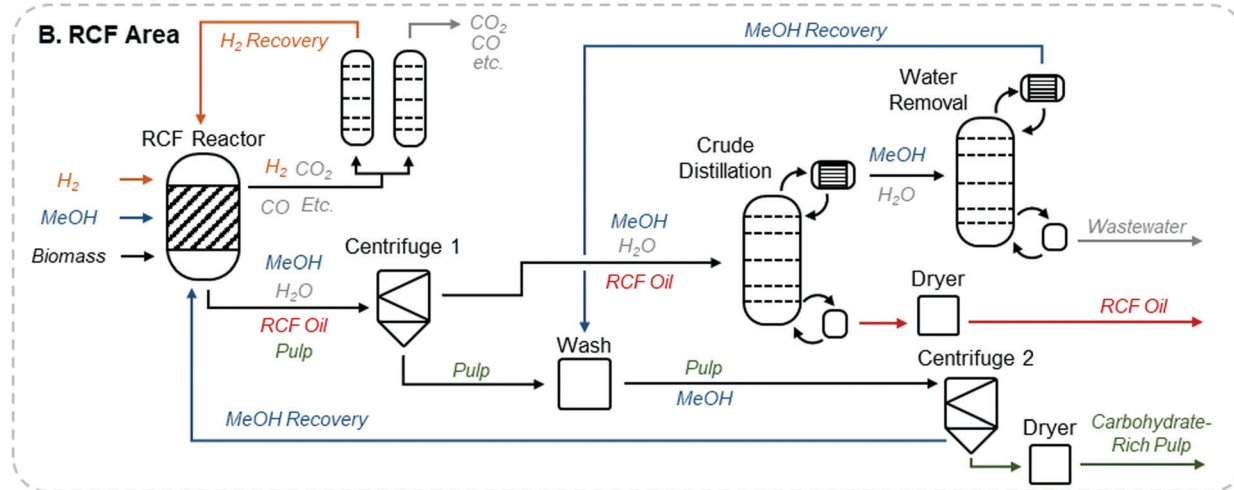 B. RCF Area
H₂ Recovery
CO₂
CO
etc.
MeOH Recovery
Water
Removal
RCF Reactor
Crude
Distillation
H₂
MeOH
Biomass
H₂ CO₂
CO Etc.
MeOH
H₂O
Wastewater
Centrifuge 1
MeOH
H₂O
RCF Oil
MeOH
H₂O
RCF Oil
Pulp
Dryer
RCF Oil
Wash
Pulp
Pulp
MeOH
Centrifuge 2
MeOH Recovery
Dryer
Carbohydrate-
Rich Pulp